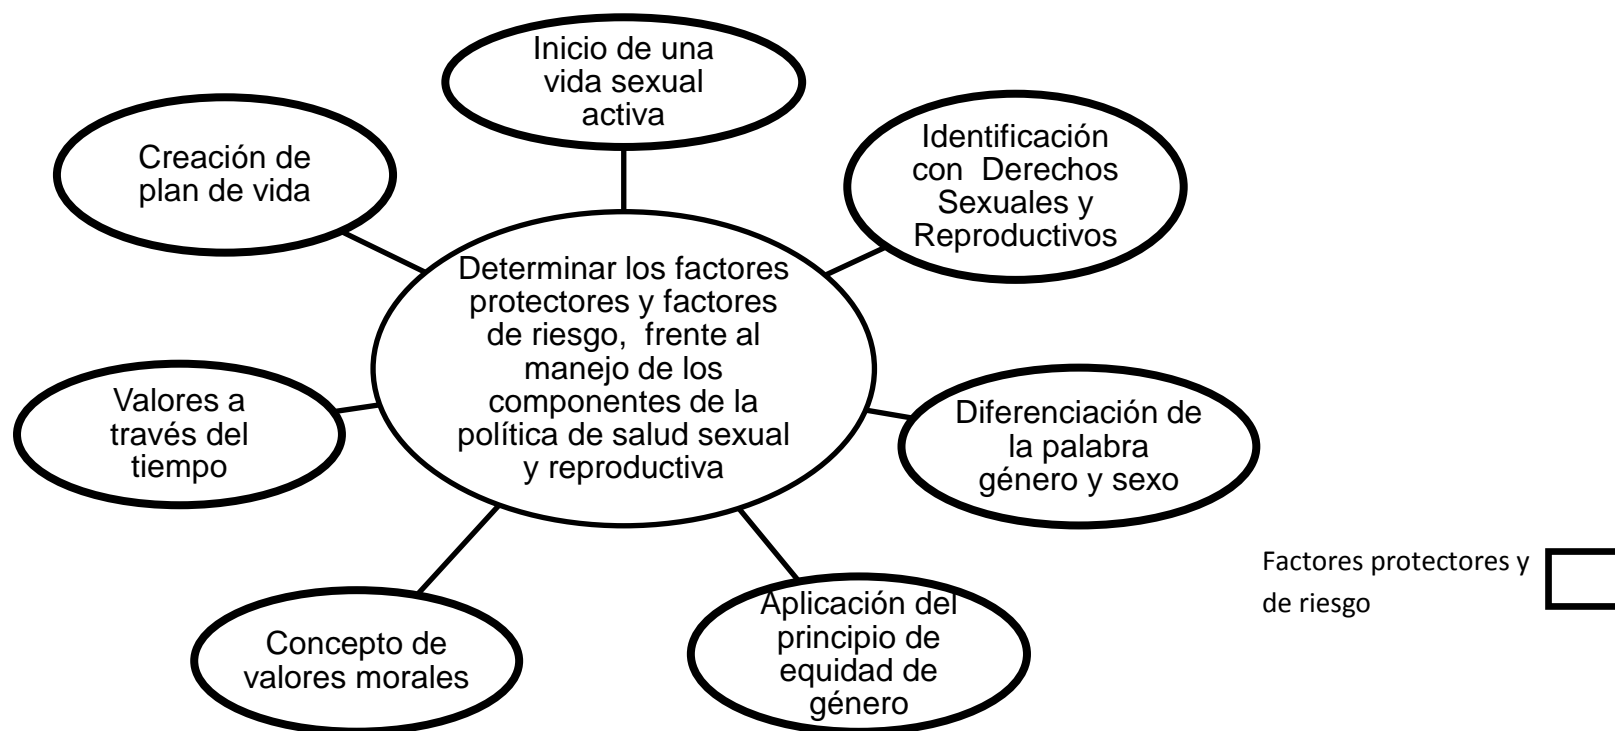 Inicio de una
vida sexual
activa
Identificación
con  Derechos
Sexuales y
Reproductivos
Creación de
plan de vida
Determinar los factores
protectores y factores
de riesgo,  frente al
manejo de los
componentes de la
política de salud sexual
y reproductiva
Valores a
través del
tiempo
Diferenciación de
la palabra
género y sexo
Concepto de
valores morales
Aplicación del
principio de
equidad de
género
Factores protectores y
de riesgo